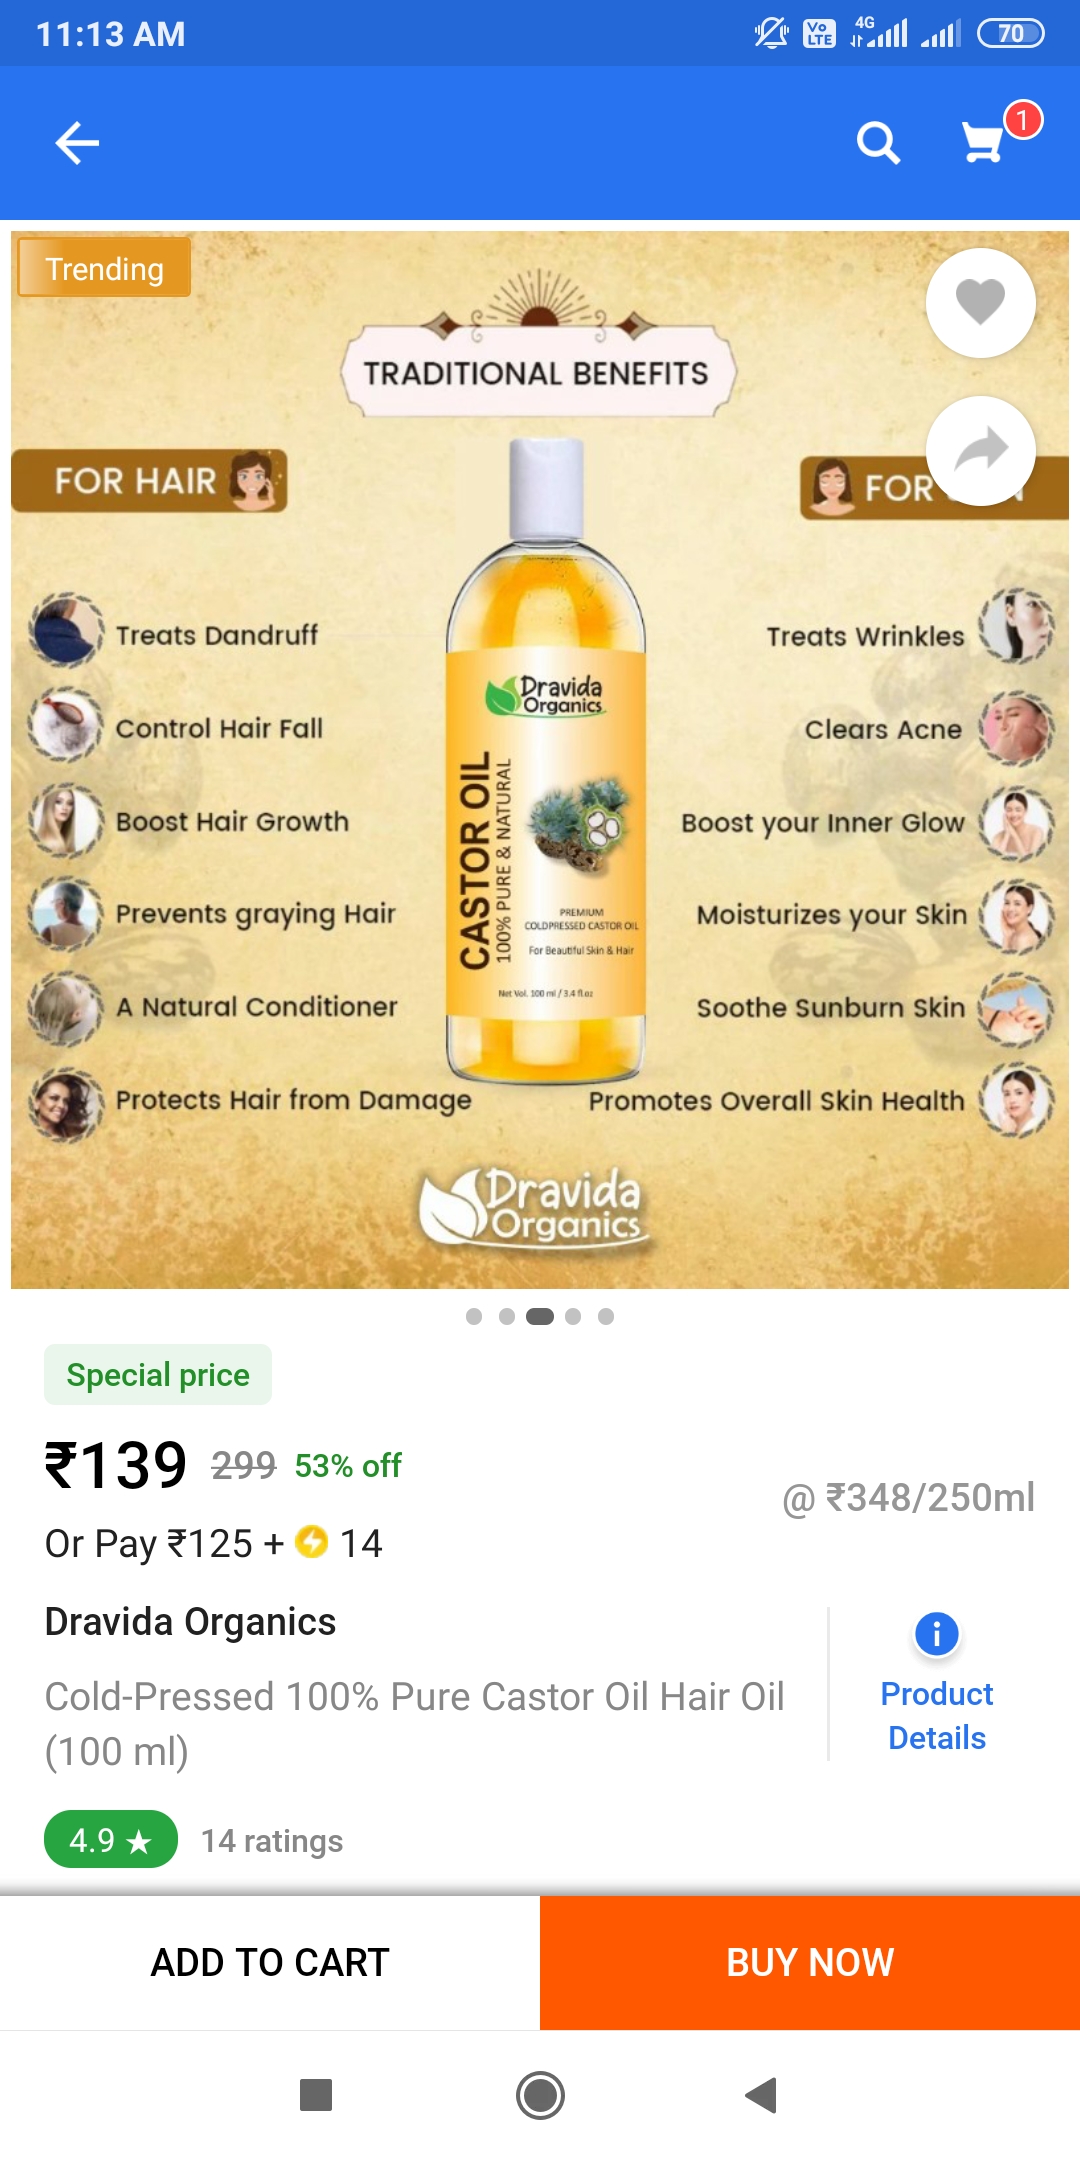 11:13 AM
Vo
LTE
4G
70
1
Trending
TRADITIONAL BENEFITS
FOR HAIR
FOR
Treats Dandruff
Treats Wrinkles
Control Hair Fall
Clears Acne
Boost Hair Growth
Boost your Inner Glow
Prevents graying Hair
Moisturizes your Skin
A Natural Conditioner
Soothe Sunburn Skin
Protects Hair from Damage
Promotes Overall Skin Health
Dravida
Organics
CASTOR OIL
100% PURE & NATURAL
PREMIUM
COLDPRESSED CASTOR OIL
For Beautiful Skin & Hair
Net Vol. 100 ml / 3.4 fl.oz
Dravida
Organics
Special price
₹139 299 53% off
@ ₹348/250ml
Or Pay ₹125 + 14
Dravida Organics
Cold-Pressed 100% Pure Castor Oil Hair Oil
(100 ml)
Product
Details
4.9 ★ 14 ratings
ADD TO CART
BUY NOW